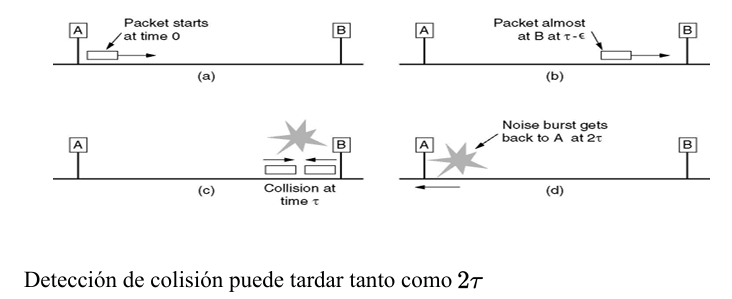 Packet starts
at time 0
A
B
(a)
Packet almost
at B at τ-ϵ
A
B
(b)
A
B
(c)
Collision at
time τ
Noise burst gets
back to A at 2τ
A
B
(d)
Detección de colisión puede tardar tanto como 2τ